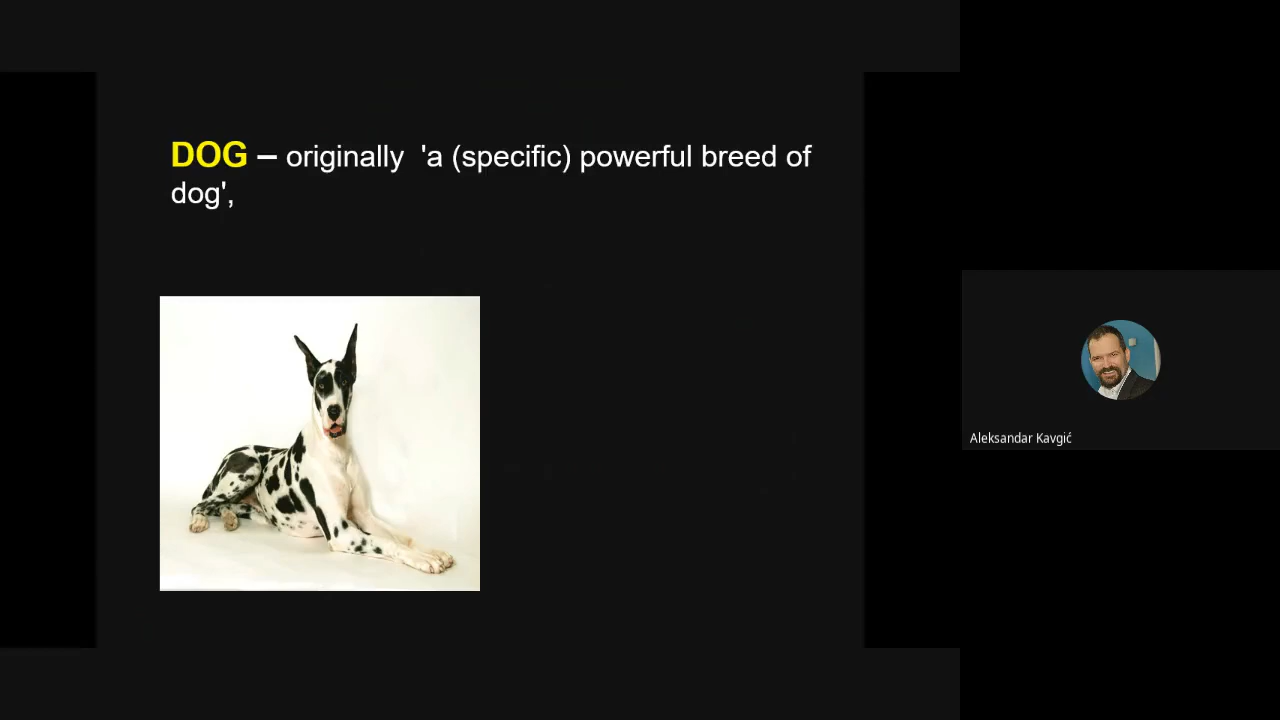 DOG – originally 'a (specific) powerful breed of
dog',
Aleksandar Kavgić